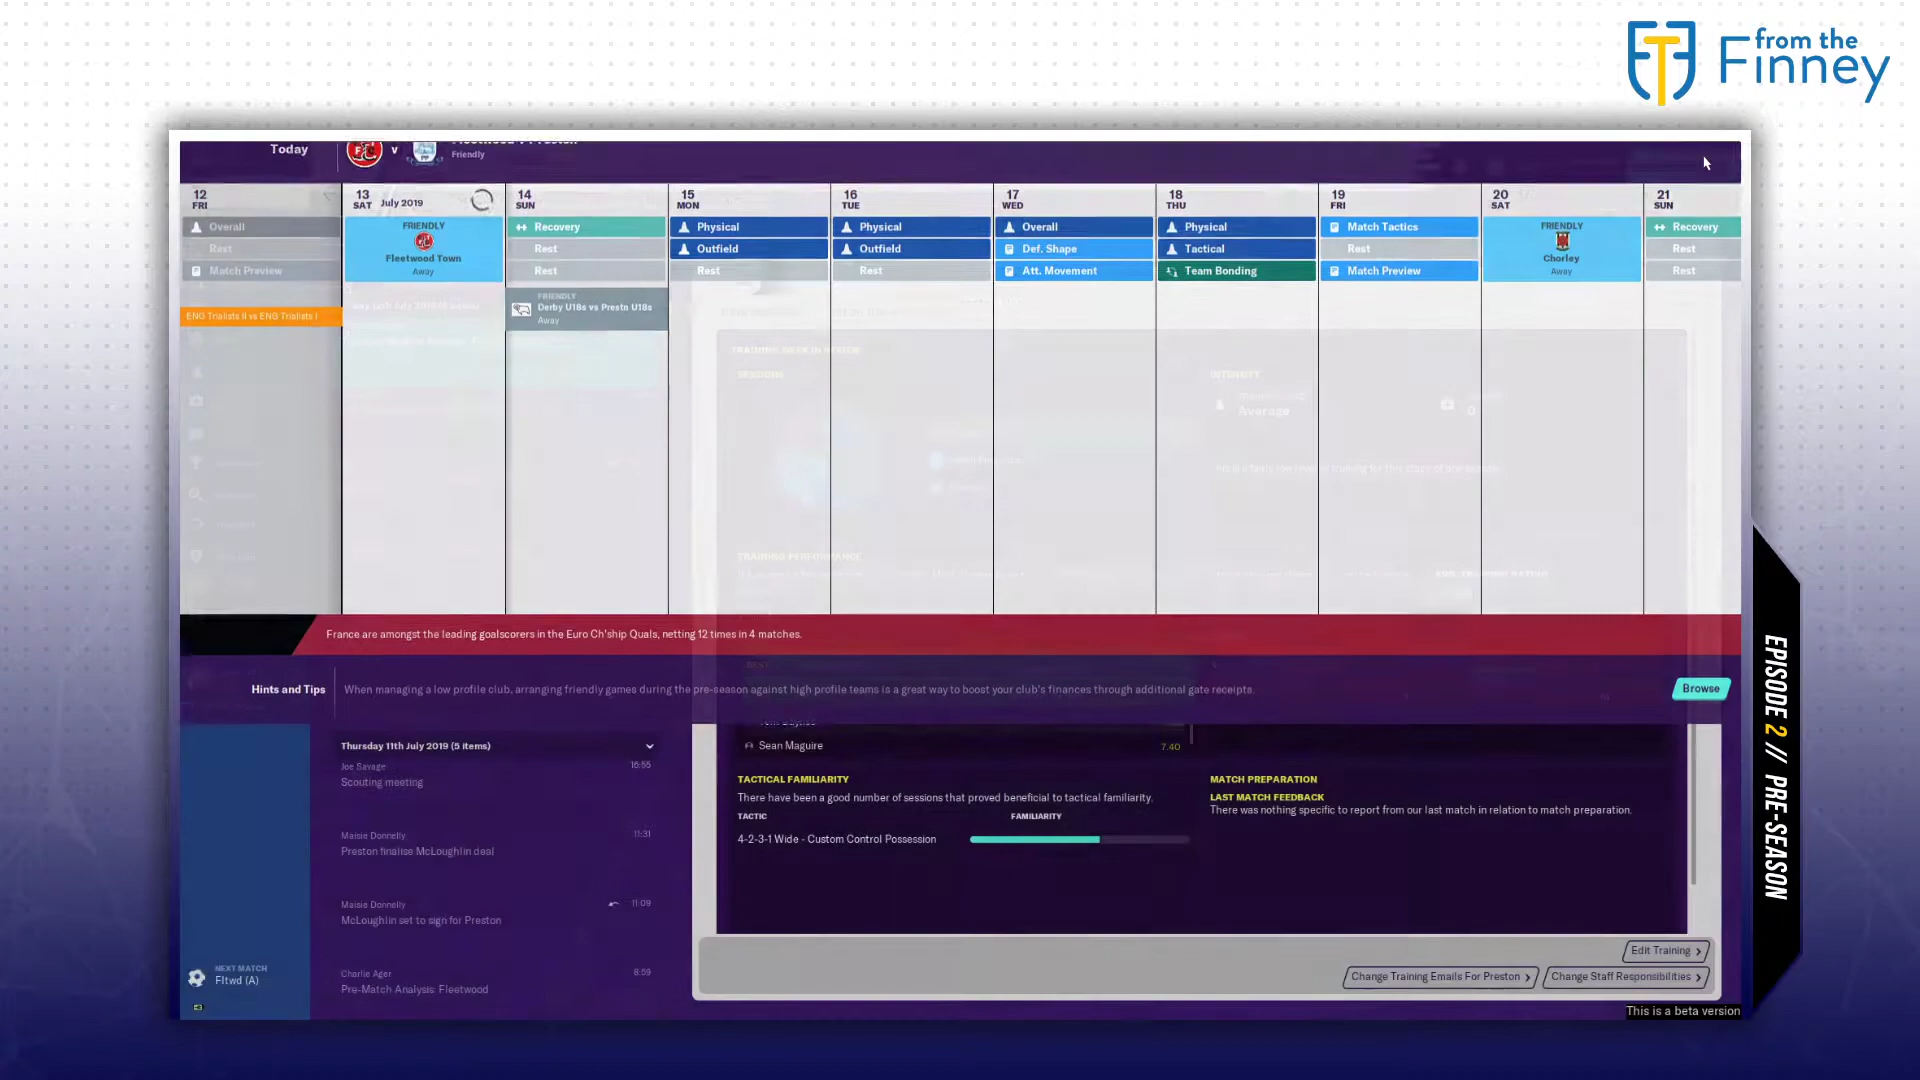 from the
Finney
Today
v
Friendly
12
FRI
13
SAT July 2019
14
SUN
15
MON
16
TUE
17
WED
18
THU
19
FRI
20
SAT
21
SUN
Overall
Rest
Match Preview
ENG Trialists II vs ENG Trialists I
FRIENDLY
Fleetwood Town
Away
Recovery
Rest
Rest
FRIENDLY
Derby U18s vs Prestn U18s
Away
Physical
Outfield
Rest
Physical
Outfield
Rest
Overall
Def. Shape
Att. Movement
Physical
Tactical
Team Bonding
Match Tactics
Rest
Match Preview
FRIENDLY
Chorley
Away
Recovery
Rest
Rest
TRAINING WEEK IN REVIEW
SESSIONS
INTENSITY
Average
0
TRAINING PERFORMANCE
France are amongst the leading goalscorers in the Euro Ch'ship Quals, netting 12 times in 4 matches.
Hints and Tips
When managing a low profile club, arranging friendly games during the pre-season against high profile teams is a great way to boost your club's finances through additional gate receipts.
Browse
Thursday 11th July 2019 (5 items)
Joe Savage 16:55
Scouting meeting
Maisie Donnelly 11:31
Preston finalise McLoughlin deal
Maisie Donnelly 11:09
McLoughlin set to sign for Preston
Charlie Ager 8:59
Pre-Match Analysis: Fleetwood
NEXT MATCH
Fltwd (A)
Sean Maguire 7.40
TACTICAL FAMILIARITY
There have been a good number of sessions that proved beneficial to tactical familiarity.
TACTIC FAMILIARITY
4-2-3-1 Wide - Custom Control Possession
MATCH PREPARATION
LAST MATCH FEEDBACK
There was nothing specific to report from our last match in relation to match preparation.
Edit Training
Change Training Emails For Preston
Change Staff Responsibilities
This is a beta version
EPISODE 2 // PRE-SEASON